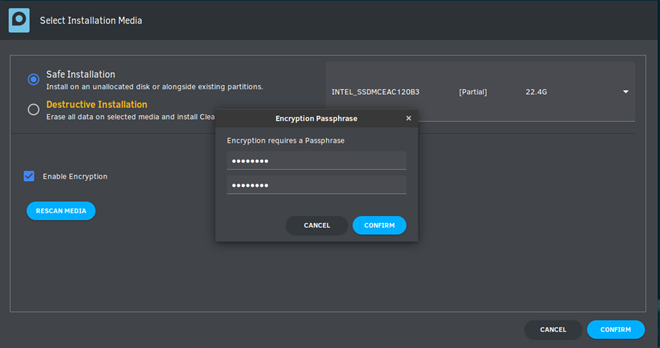 Select Installation Media
Safe Installation
Install on an unallocated disk or alongside existing partitions.
INTEL_SSDMCEAC120B3 [Partial] 22.4G
Destructive Installation
Erase all data on selected media and install Clea
Encryption Passphrase
Encryption requires a Passphrase
●●●●●●●●
●●●●●●●●
CANCEL CONFIRM
Enable Encryption
RESCAN MEDIA
CANCEL CONFIRM